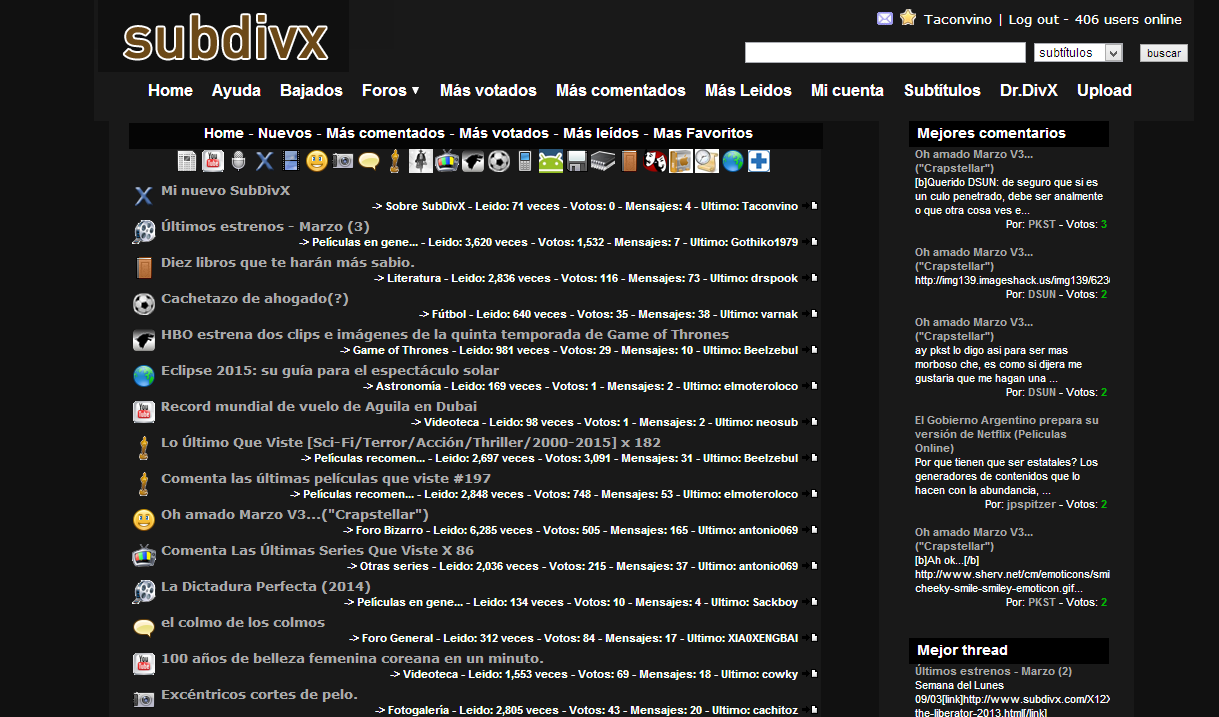 subdivx
Taconvino | Log out - 406 users online
subtítulos
buscar
Home Ayuda Bajados Foros ▼ Más votados Más comentados Más Leidos Mi cuenta Subtítulos Dr.DivX Upload
Home - Nuevos - Más comentados - Más votados - Más leídos - Mas Favoritos
Mi nuevo SubDivX
-> Sobre SubDivX - Leido: 71 veces - Votos: 0 - Mensajes: 4 - Ultimo: Taconvino
Últimos estrenos - Marzo (3)
-> Películas en gene... - Leido: 3,620 veces - Votos: 1,532 - Mensajes: 7 - Ultimo: Gothiko1979
Diez libros que te harán más sabio.
-> Literatura - Leido: 2,836 veces - Votos: 116 - Mensajes: 73 - Ultimo: drspook
Cachetazo de ahogado(?)
-> Fútbol - Leido: 640 veces - Votos: 35 - Mensajes: 38 - Ultimo: varnak
HBO estrena dos clips e imágenes de la quinta temporada de Game of Thrones
-> Game of Thrones - Leido: 981 veces - Votos: 29 - Mensajes: 10 - Ultimo: Beelzebul
Eclipse 2015: su guía para el espectáculo solar
-> Astronomía - Leido: 169 veces - Votos: 1 - Mensajes: 2 - Ultimo: elmoteroloco
Record mundial de vuelo de Aguila en Dubai
-> Videoteca - Leido: 98 veces - Votos: 1 - Mensajes: 2 - Ultimo: neosub
Lo Último Que Viste [Sci-Fi/Terror/Acción/Thriller/2000-2015] x 182
-> Películas recomen... - Leido: 2,697 veces - Votos: 3,091 - Mensajes: 31 - Ultimo: Beelzebul
Comenta las últimas películas que viste #197
-> Películas recomen... - Leido: 2,848 veces - Votos: 748 - Mensajes: 53 - Ultimo: elmoteroloco
Oh amado Marzo V3...("Crapstellar")
-> Foro Bizarro - Leido: 6,285 veces - Votos: 505 - Mensajes: 165 - Ultimo: antonio069
Comenta Las Últimas Series Que Viste X 86
-> Otras series - Leido: 2,036 veces - Votos: 215 - Mensajes: 37 - Ultimo: antonio069
La Dictadura Perfecta (2014)
-> Películas en gene... - Leido: 134 veces - Votos: 10 - Mensajes: 4 - Ultimo: Sackboy
el colmo de los colmos
-> Foro General - Leido: 312 veces - Votos: 84 - Mensajes: 17 - Ultimo: XIA0XENGBAI
100 años de belleza femenina coreana en un minuto.
-> Videoteca - Leido: 1,553 veces - Votos: 69 - Mensajes: 18 - Ultimo: cowky
Excéntricos cortes de pelo.
-> Fotogalería - Leido: 2,805 veces - Votos: 43 - Mensajes: 20 - Ultimo: cachitoz
Mejores comentarios
Oh amado Marzo V3...
("Crapstellar")
[b]Querido DSUN: de seguro que si es
un culo penetrado, debe ser analmente
o que otra cosa ves e...
Por: PKST - Votos: 3
Oh amado Marzo V3...
("Crapstellar")
http://img139.imageshack.us/img139/623
Por: DSUN - Votos: 2
Oh amado Marzo V3...
("Crapstellar")
ay pkst lo digo asi para ser mas
morboso che, es como si dijera me
gustaria que me hagan una ...
Por: DSUN - Votos: 2
El Gobierno Argentino prepara su
versión de Netflix (Peliculas
Online)
Por que tienen que ser estatales? Los
generadores de contenidos que lo
hacen con la abundancia, ...
Por: jpspitzer - Votos: 2
Oh amado Marzo V3...
("Crapstellar")
[b]Ah ok...[/b]
http://www.sherv.net/cm/emoticons/smi
cheeky-smile-smiley-emoticon.gif...
Por: PKST - Votos: 2
Mejor thread
Últimos estrenos - Marzo (2)
Semana del Lunes
09/03[link]http://www.subdivx.com/X12X
the-liberator-2013.html[/link]